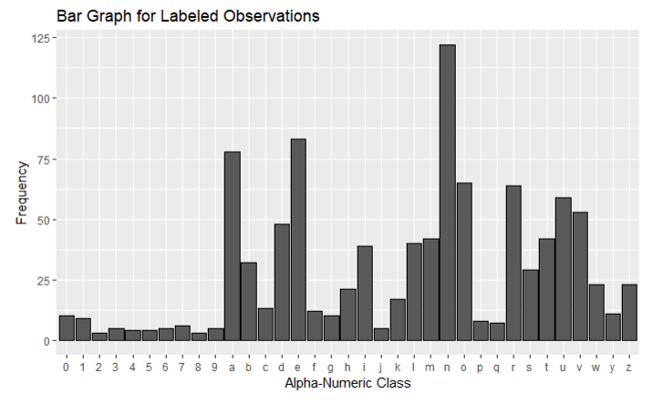 Bar Graph for Labeled Observations
125
100
75
50
25
0
Frequency
0 1 2 3 4 5 6 7 8 9 a b c d e f g h i j k l m n o p q r s t u v w y z
Alpha-Numeric Class